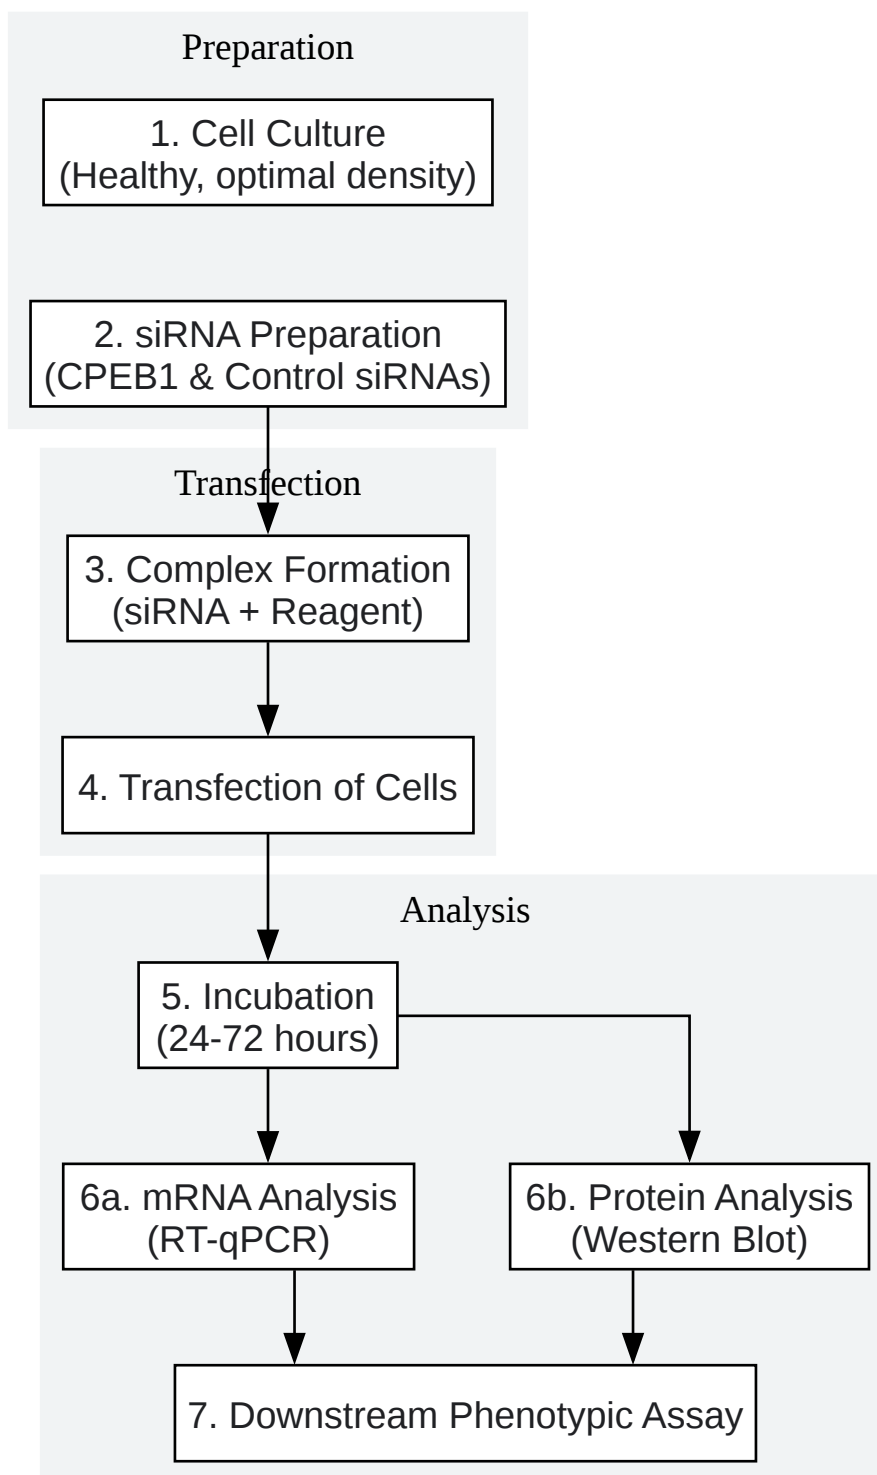 Preparation
1. Cell Culture
(Healthy, optimal density)
2. siRNA Preparation
(CPEB1 & Control siRNAs)
Transfection
3. Complex Formation
(siRNA + Reagent)
4. Transfection of Cells
Analysis
5. Incubation
(24-72 hours)
6a. mRNA Analysis
(RT-qPCR)
6b. Protein Analysis
(Western Blot)
7. Downstream Phenotypic Assay